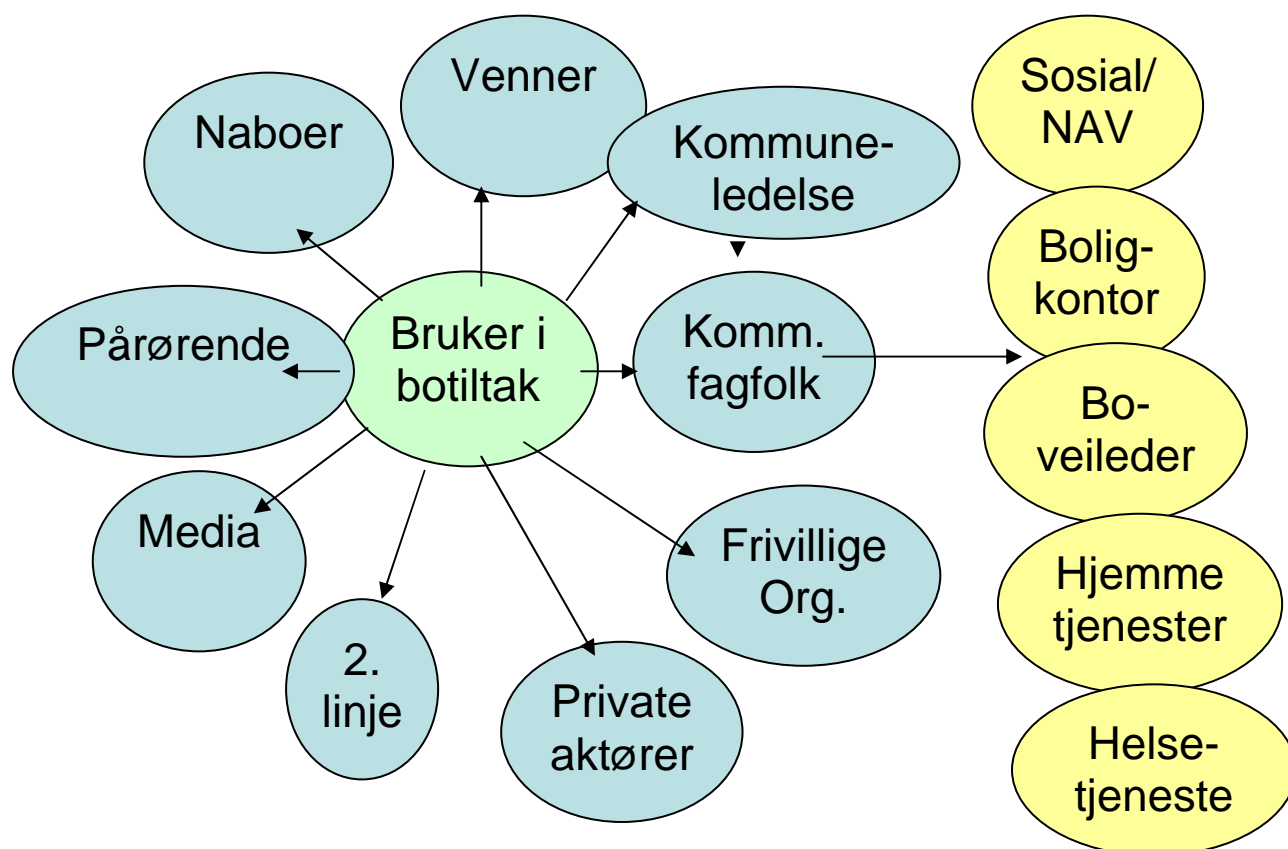 Venner
Naboer
Kommune-
ledelse
Sosial/
NAV
Bolig-
kontor
Pårørende
Bruker i
botiltak
Komm.
fagfolk
Bo-
veileder
Media
Frivillige
Org.
Hjemme
tjenester
2.
linje
Private
aktører
Helse-
tjeneste